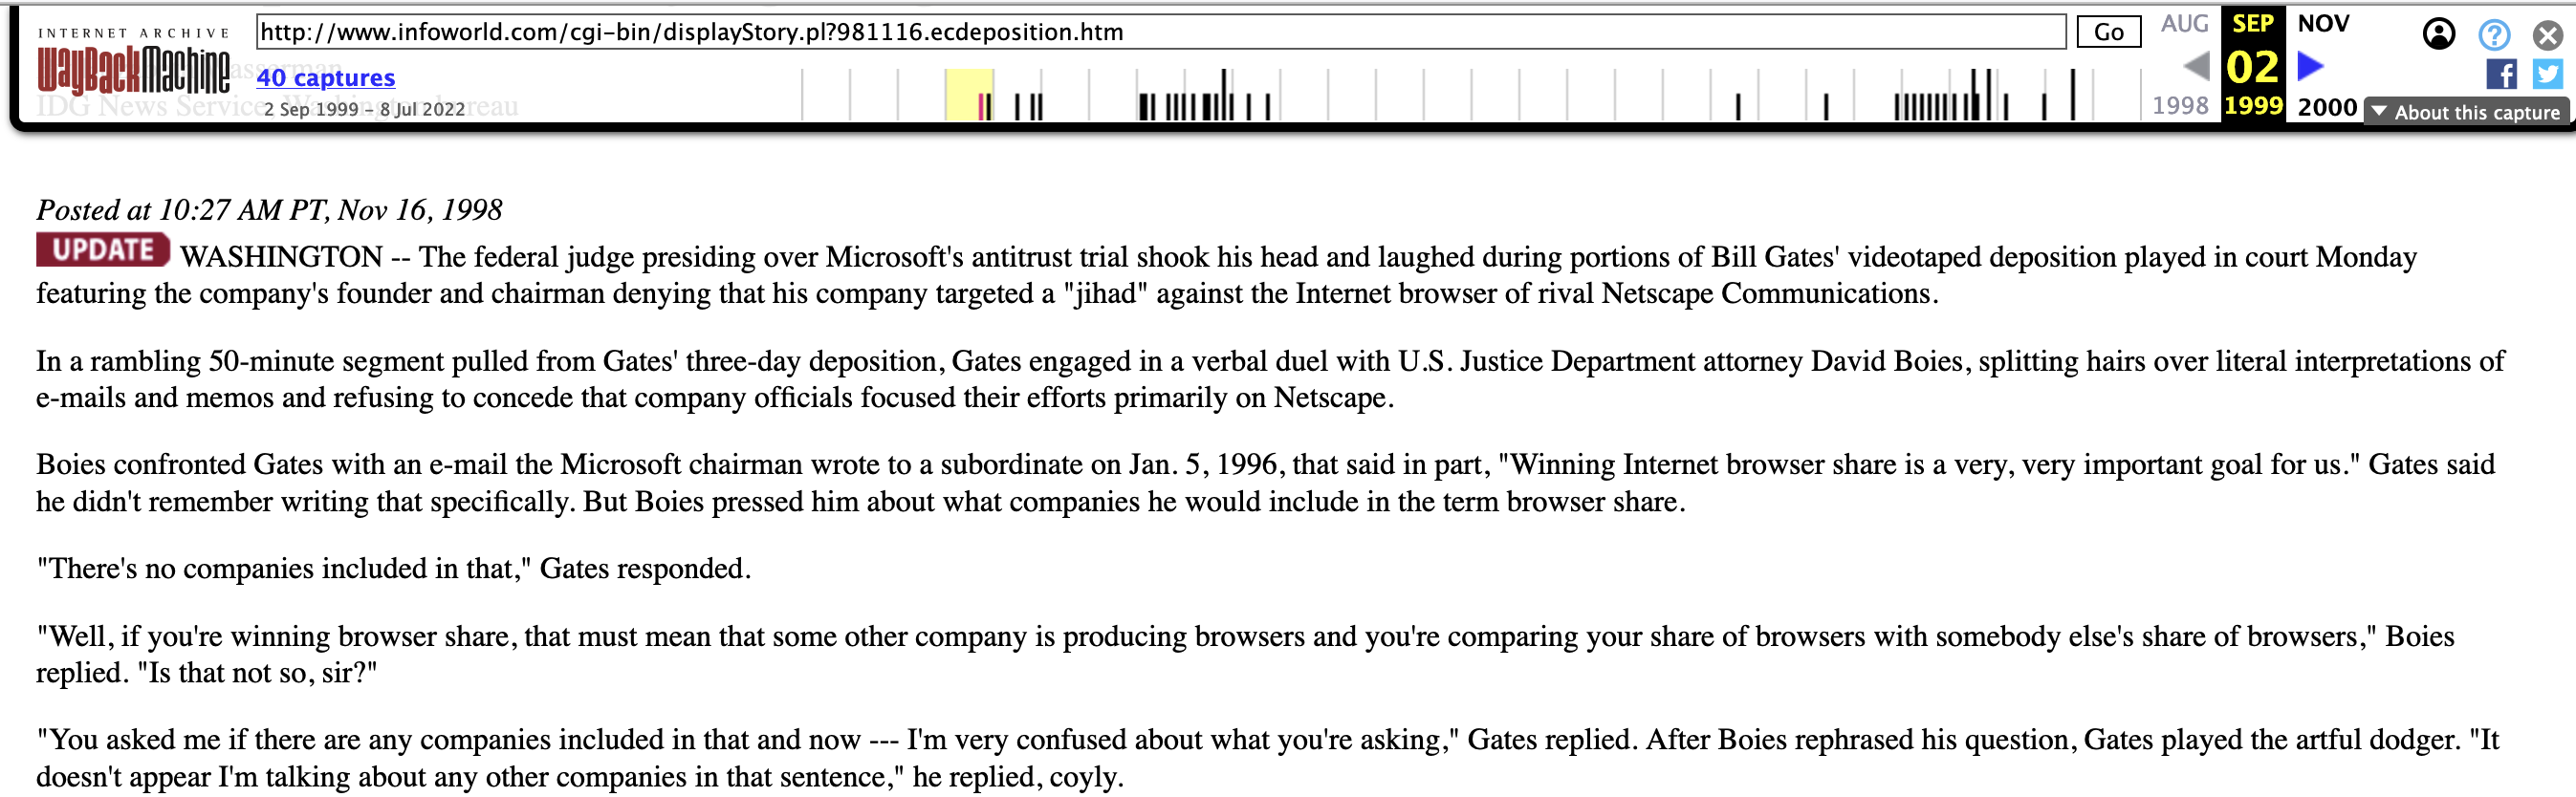 INTERNET ARCHIVE
WayBackMachine
http://www.infoworld.com/cgi-bin/displayStory.pl?981116.ecdeposition.htm
Go
40 captures
2 Sep 1999 – 8 Jul 2022
AUG SEP NOV
02
1998 1999 2000
About this capture
IDG News Service, Washington bureau
Posted at 10:27 AM PT, Nov 16, 1998
UPDATE WASHINGTON -- The federal judge presiding over Microsoft's antitrust trial shook his head and laughed during portions of Bill Gates' videotaped deposition played in court Monday
featuring the company's founder and chairman denying that his company targeted a "jihad" against the Internet browser of rival Netscape Communications.
In a rambling 50-minute segment pulled from Gates' three-day deposition, Gates engaged in a verbal duel with U.S. Justice Department attorney David Boies, splitting hairs over literal interpretations of
e-mails and memos and refusing to concede that company officials focused their efforts primarily on Netscape.
Boies confronted Gates with an e-mail the Microsoft chairman wrote to a subordinate on Jan. 5, 1996, that said in part, "Winning Internet browser share is a very, very important goal for us." Gates said
he didn't remember writing that specifically. But Boies pressed him about what companies he would include in the term browser share.
"There's no companies included in that," Gates responded.
"Well, if you're winning browser share, that must mean that some other company is producing browsers and you're comparing your share of browsers with somebody else's share of browsers," Boies
replied. "Is that not so, sir?"
"You asked me if there are any companies included in that and now --- I'm very confused about what you're asking," Gates replied. After Boies rephrased his question, Gates played the artful dodger. "It
doesn't appear I'm talking about any other companies in that sentence," he replied, coyly.